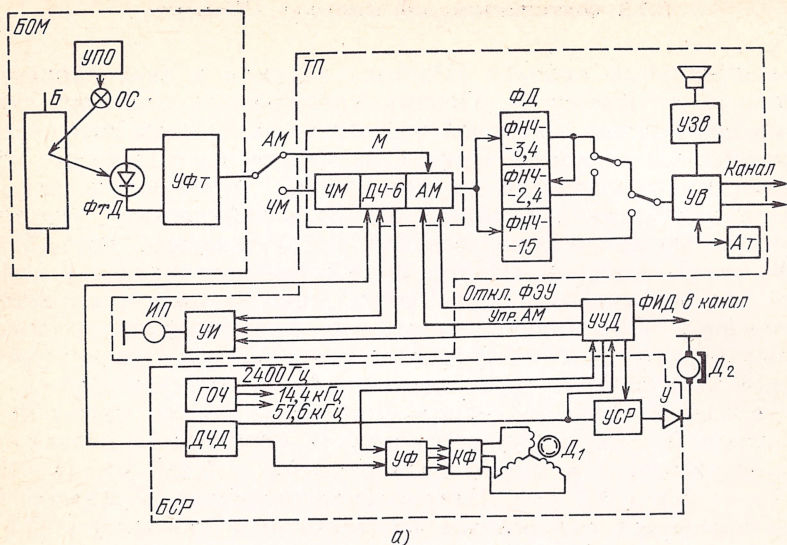 БОМ
УПО
ОС
Б
ФтД
УФт
ТП
АМ
ЧМ
М
ЧМ
ДЧ-6
АМ
ФД
ФНЧ-
-3,4
ФНЧ-
-2,4
ФНЧ-
-15
УЗВ
УВ
Канал
Ат
Откл. ФЭУ
Упр. АМ
УУД
ФИД в канал
ИП
УИ
ГОЧ
2400 Гц
14,4 кГц
57,6 кГц
ДЧД
УФ
КФ
Д1
УСР
У
Д2
БСР
а)